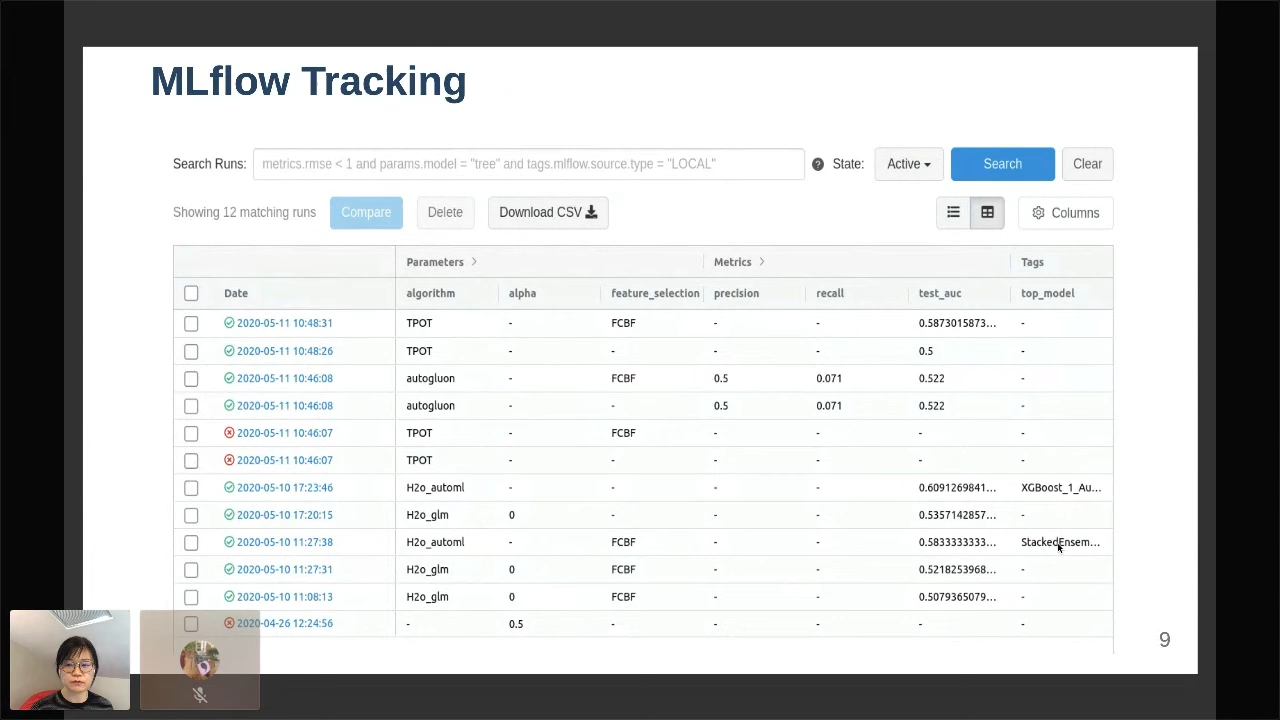 MLflow Tracking
Search Runs: metrics.rmse < 1 and params.model = "tree" and tags.mlflow.source.type = "LOCAL" State: Active Search Clear
Showing 12 matching runs Compare Delete Download CSV Columns
Parameters Metrics Tags
Date algorithm alpha feature_selection precision recall test_auc top_model
2020-05-11 10:48:31 TPOT - FCBF - - 0.5873015873... -
2020-05-11 10:48:26 TPOT - - - - 0.5 -
2020-05-11 10:46:08 autogluon - FCBF 0.5 0.071 0.522 -
2020-05-11 10:46:08 autogluon - - 0.5 0.071 0.522 -
2020-05-11 10:46:07 TPOT - FCBF - - - -
2020-05-11 10:46:07 TPOT - - - - - -
2020-05-10 17:23:46 H2o_automl - - - - 0.6091269841... XGBoost_1_Au...
2020-05-10 17:20:15 H2o_glm 0 - - - 0.5357142857... -
2020-05-10 11:27:38 H2o_automl - FCBF - - 0.5833333333... StackedEnsem...
2020-05-10 11:27:31 H2o_glm 0 FCBF - - 0.5218253968... -
2020-05-10 11:08:13 H2o_glm 0 FCBF - - 0.5079365079... -
2020-04-26 12:24:56 - 0.5 - - - - -
9